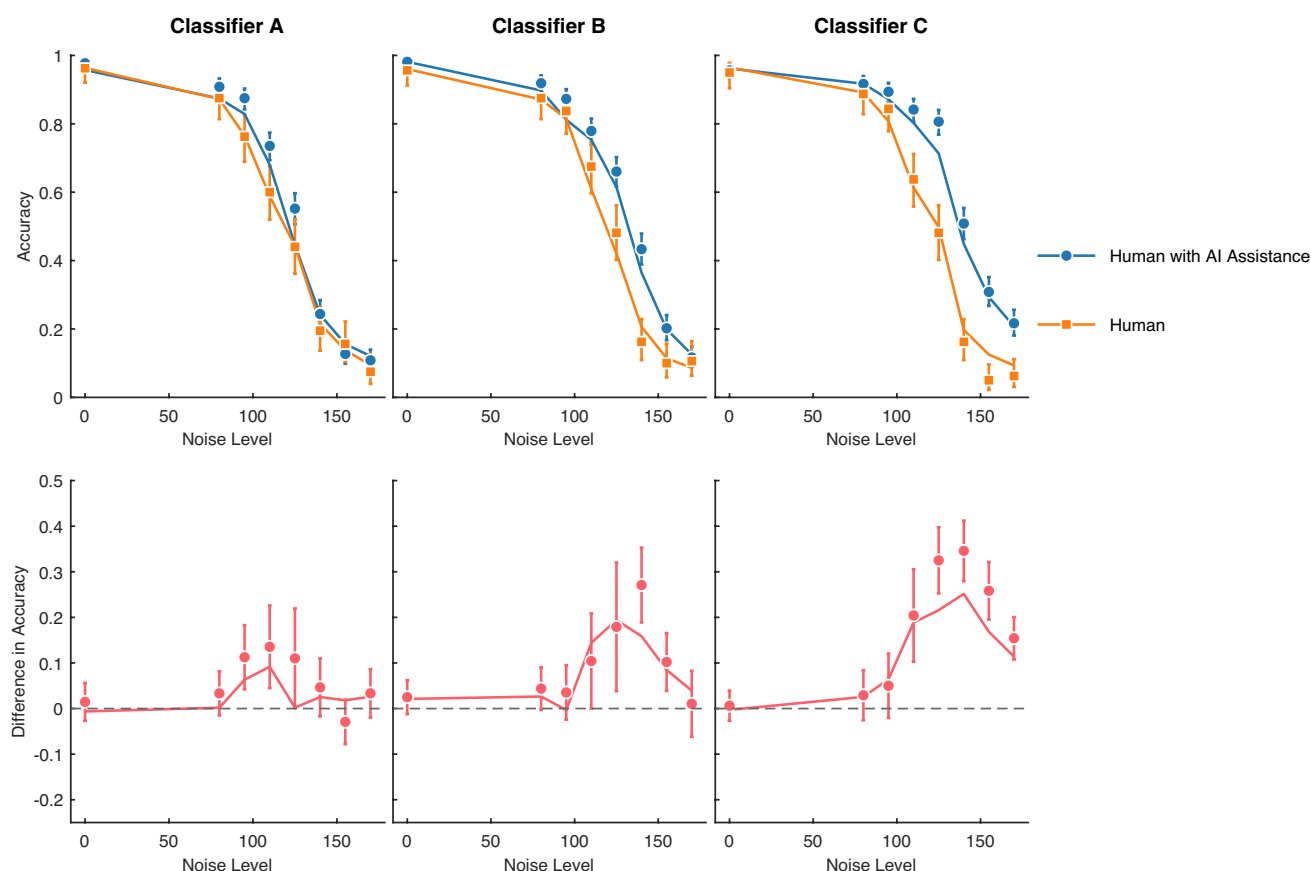 Classifier A
Classifier B
Classifier C
Accuracy
1
0.8
0.6
0.4
0.2
0
0 50 100 150
0 50 100 150
0 50 100 150
Noise Level
Noise Level
Noise Level
Human with AI Assistance
Human
Difference in Accuracy
0.5
0.4
0.3
0.2
0.1
0
-0.1
-0.2
0 50 100 150
0 50 100 150
0 50 100 150
Noise Level
Noise Level
Noise Level